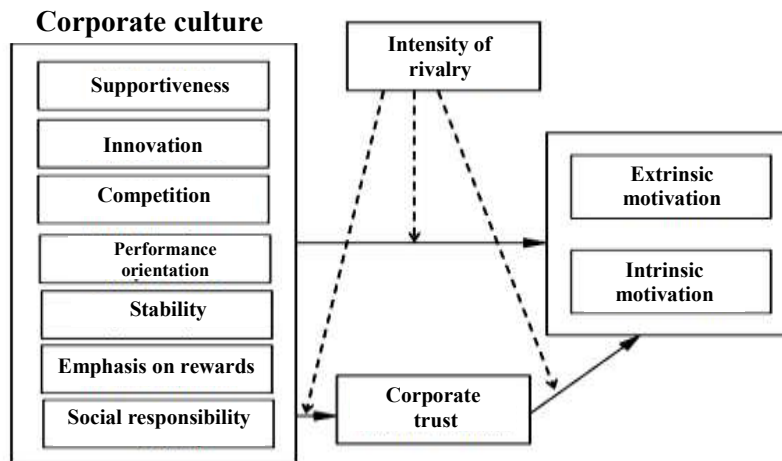 Corporate culture
Supportiveness
Innovation
Competition
Performance
orientation
Stability
Emphasis on rewards
Social responsibility
Intensity of
rivalry
Corporate
trust
Extrinsic
motivation
Intrinsic
motivation